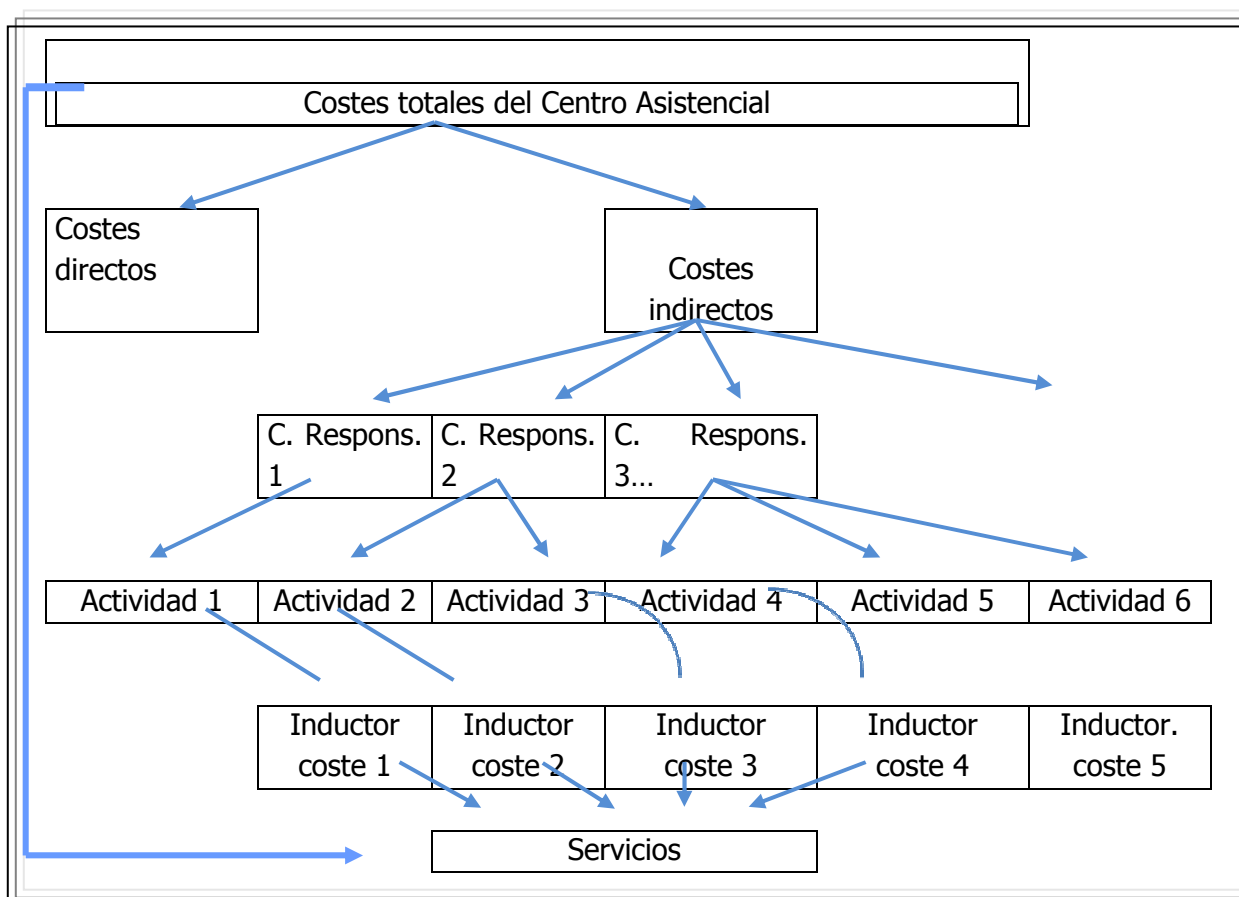 Costes totales del Centro Asistencial
Costes
directos
Costes
indirectos
C. Respons.
1
C. Respons.
2
C. Respons.
3...
Actividad 1
Actividad 2
Actividad 3
Actividad 4
Actividad 5
Actividad 6
Inductor
coste 1
Inductor
coste 2
Inductor
coste 3
Inductor
coste 4
Inductor.
coste 5
Servicios